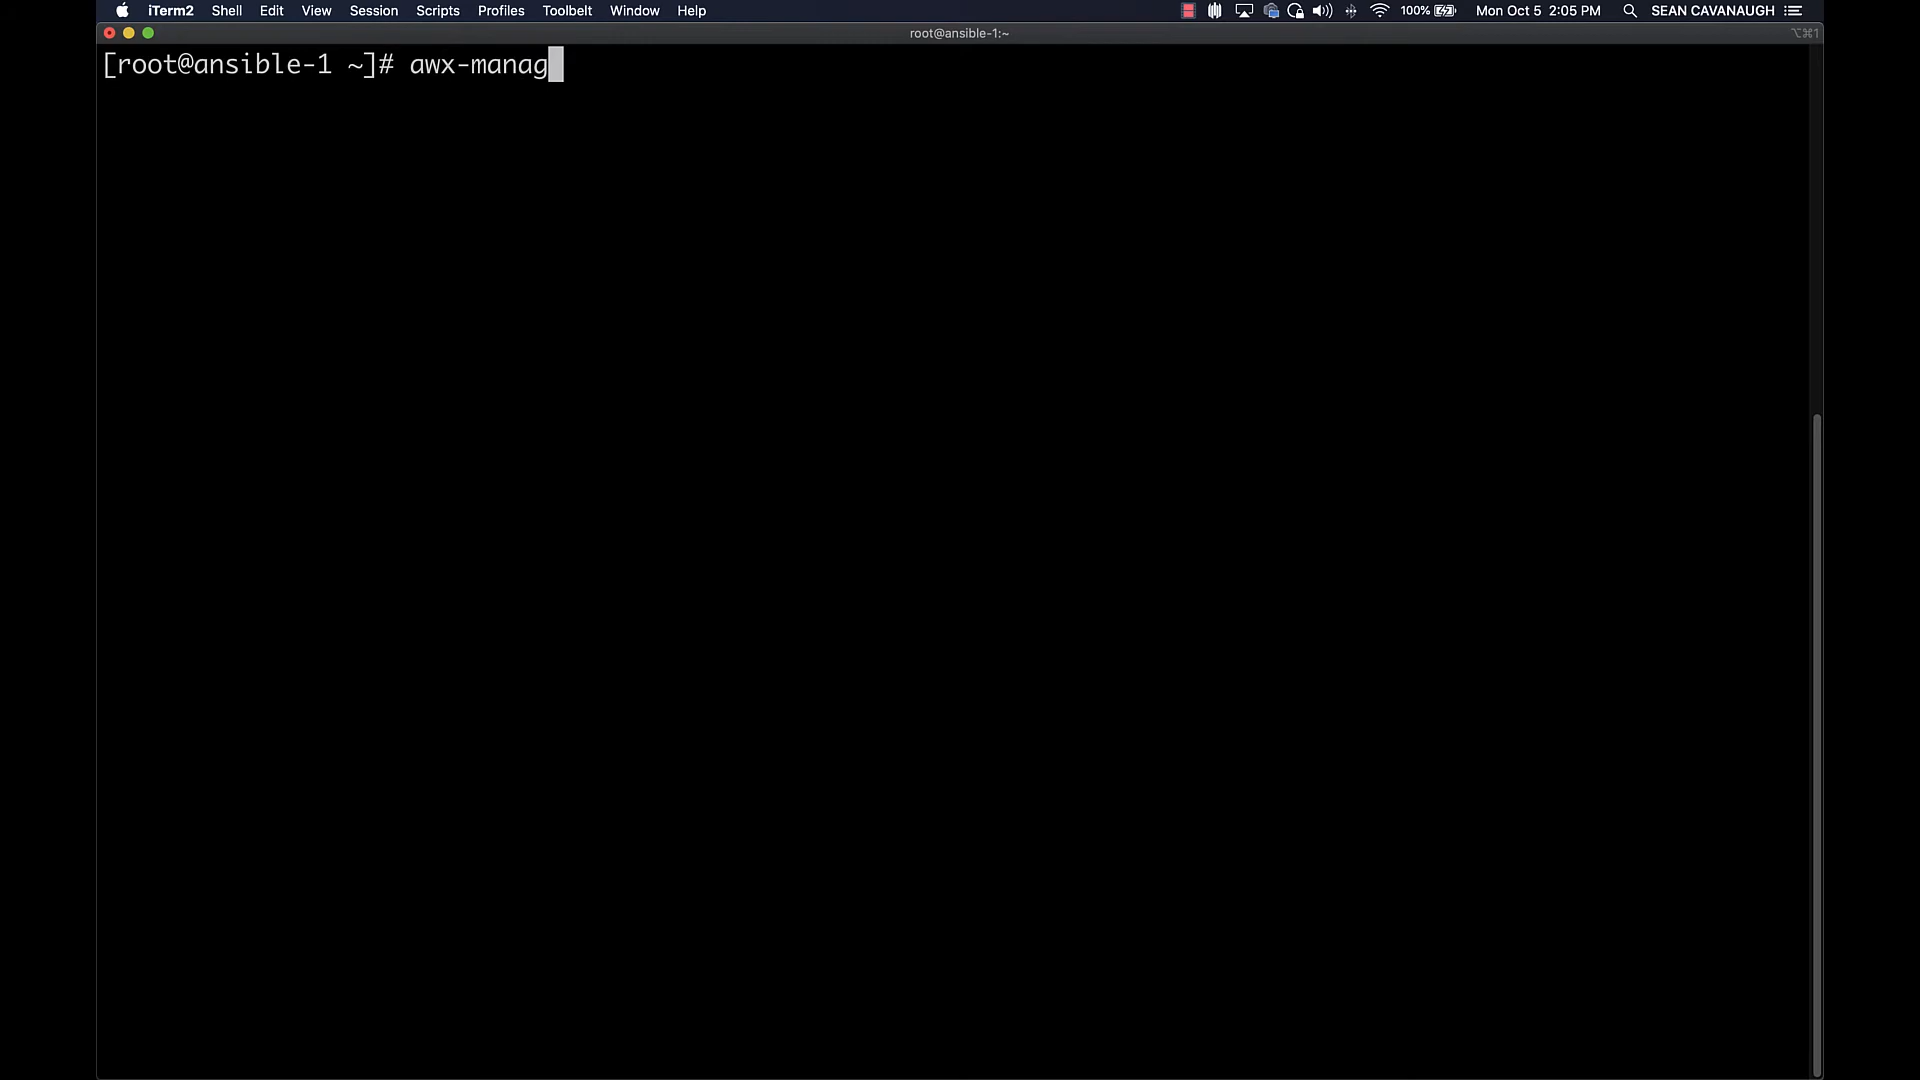 iTerm2 Shell Edit View Session Scripts Profiles Toolbelt Window Help 100% Mon Oct 5 2:05 PM SEAN CAVANAUGH
root@ansible-1:~ ⌥⌘1
[root@ansible-1 ~]# awx-manag